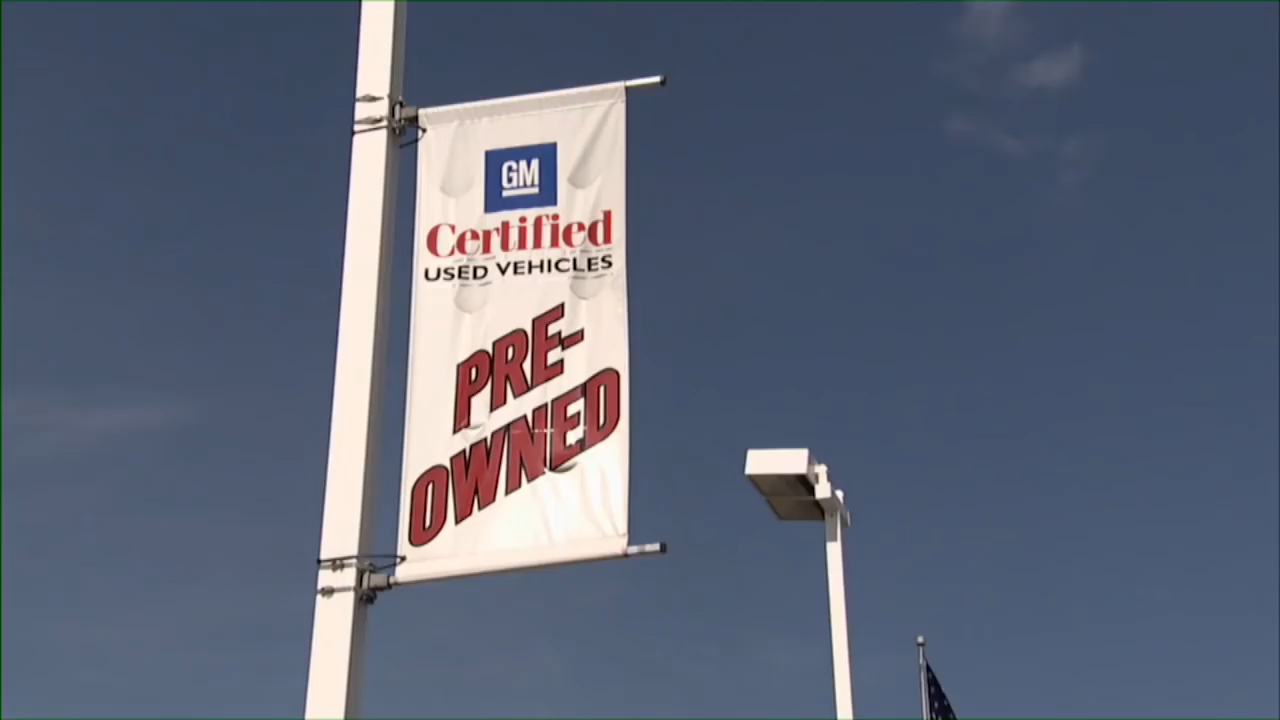 GM
Certified
USED VEHICLES
PRE-
OWNED